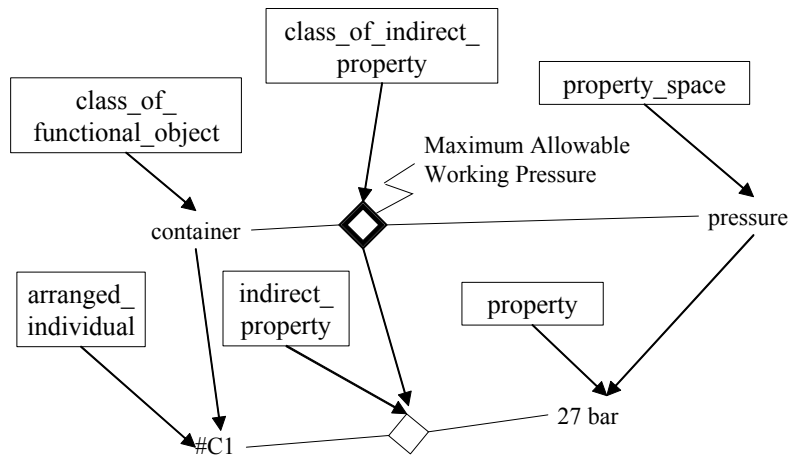 class_of_indirect_
property
class_of_
functional_object
property_space
Maximum Allowable
Working Pressure
container
pressure
arranged_
individual
indirect_
property
property
27 bar
#C1